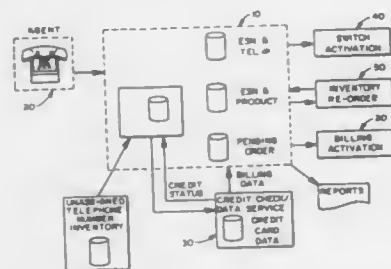 10
40
AGENT
ESN &
TEL #
SWITCH
ACTIVATION
50
ESN &
PRODUCT
INVENTORY
RE-ORDER
20
60
PENDING
ORDER
BILLING
ACTIVATION
CREDIT
STATUS
BILLING
DATA
REPORTS
UNASSIGNED
TELEPHONE
NUMBER
INVENTORY
CREDIT CHECK/
DATA SERVICE
30
CREDIT
CARD
DATA